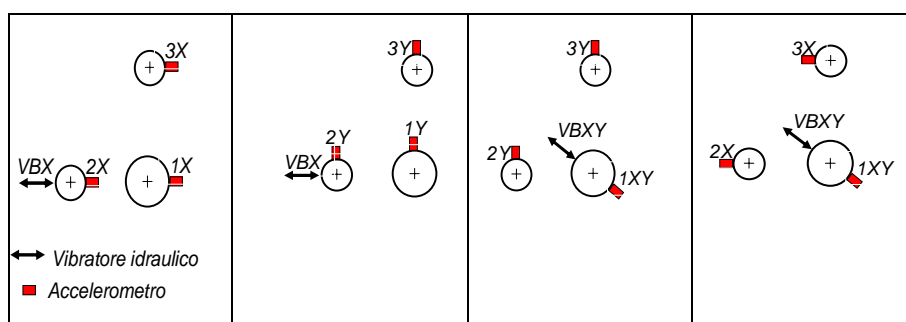 3X
VBX 2X 1X
Vibratore idraulico
Accelerometro
3Y
VBX 2Y 1Y
3Y
VBXY
2Y
1XY
3X
VBXY
2X
1XY